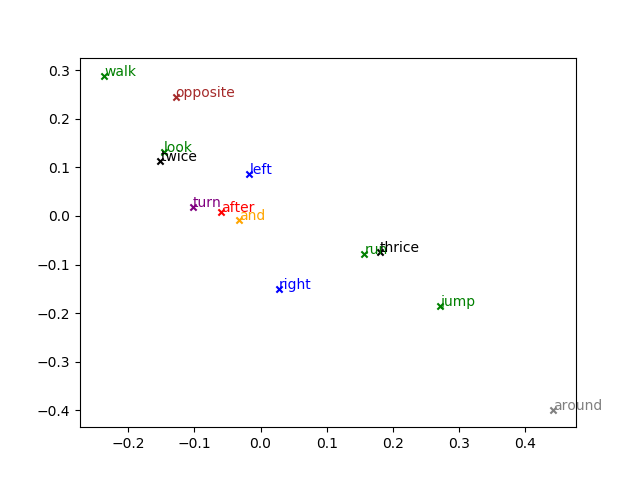 0.3
walk
opposite
0.2
look
twice
0.1
left
turn
after
0.0
and
thrice
run
−0.1
right
jump
−0.2
−0.3
around
−0.4
−0.2 −0.1 0.0 0.1 0.2 0.3 0.4